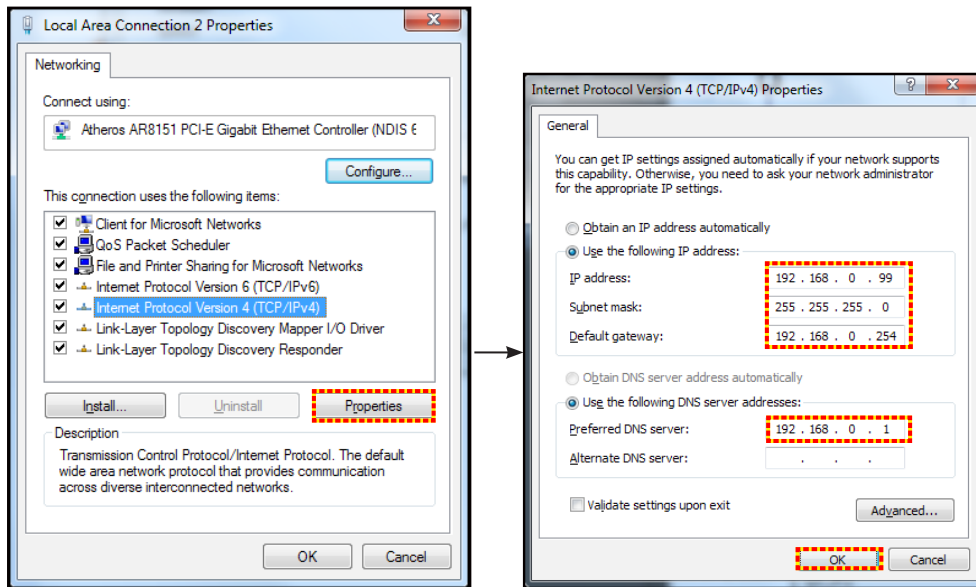 Local Area Connection 2 Properties
Networking
Connect using:
Atheros AR8151 PCI-E Gigabit Ethernet Controller (NDIS 6
Configure...
This connection uses the following items:
Client for Microsoft Networks
QoS Packet Scheduler
File and Printer Sharing for Microsoft Networks
Internet Protocol Version 6 (TCP/IPv6)
Internet Protocol Version 4 (TCP/IPv4)
Link-Layer Topology Discovery Mapper I/O Driver
Link-Layer Topology Discovery Responder
Install...
Uninstall
Properties
Description
Transmission Control Protocol/Internet Protocol. The default
wide area network protocol that provides communication
across diverse interconnected networks.
OK
Cancel
Internet Protocol Version 4 (TCP/IPv4) Properties
General
You can get IP settings assigned automatically if your network supports
this capability. Otherwise, you need to ask your network administrator
for the appropriate IP settings.
Obtain an IP address automatically
Use the following IP address:
IP address: 192 . 168 . 0 . 99
Subnet mask: 255 . 255 . 255 . 0
Default gateway: 192 . 168 . 0 . 254
Obtain DNS server address automatically
Use the following DNS server addresses:
Preferred DNS server: 192 . 168 . 0 . 1
Alternate DNS server: . . .
Validate settings upon exit
Advanced...
OK
Cancel